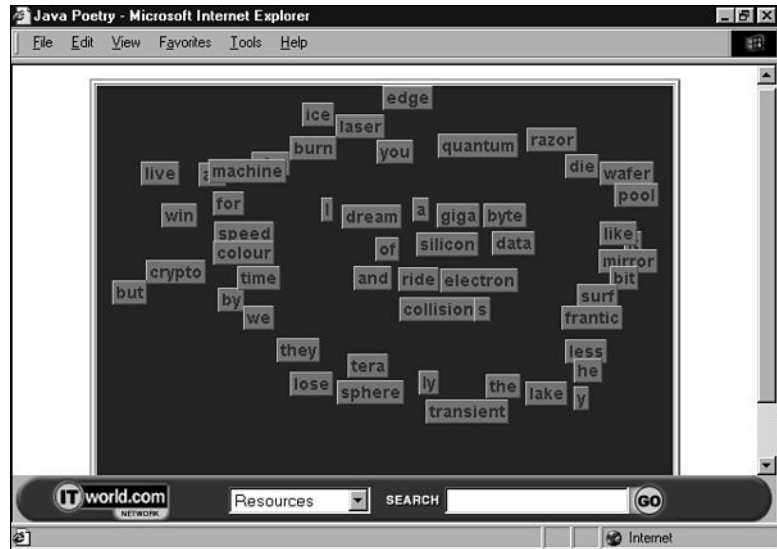 Java Poetry - Microsoft Internet Explorer
File Edit View Favorites Tools Help
edge
ice
laser
burn you quantum razor
die
live machine wafer
pool
for
win I dream a giga byte
speed like
colour of silicon data
mirror
crypto time and ride electron bit
but by surf
we collision s frantic
they less
tera he
lose sphere ly the lake y
transient
ITworld.com
NETWORK
Resources SEARCH GO
Internet